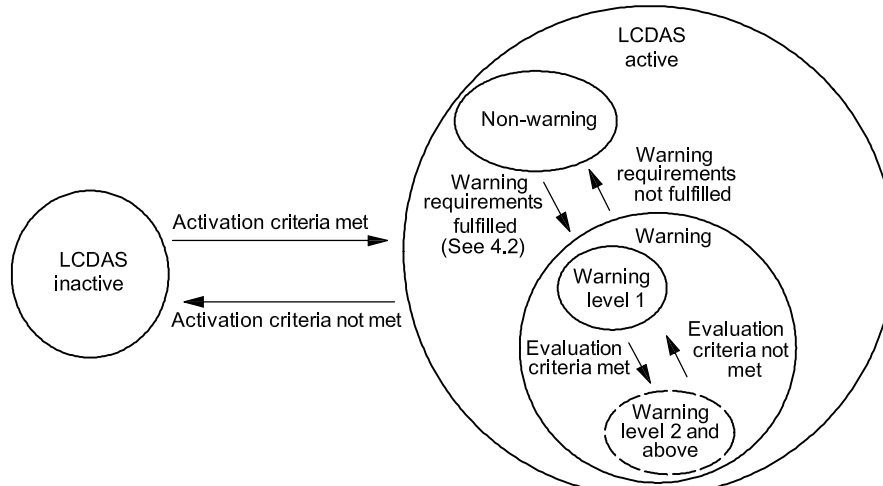 LCDAS
active
Non-warning
Warning
requirements
not fulfilled
Warning
requirements
fulfilled
(See 4.2)
Activation criteria met
LCDAS
inactive
Activation criteria not met
Warning
Warning
level 1
Evaluation
criteria met
Evaluation
criteria not
met
Warning
level 2 and
above